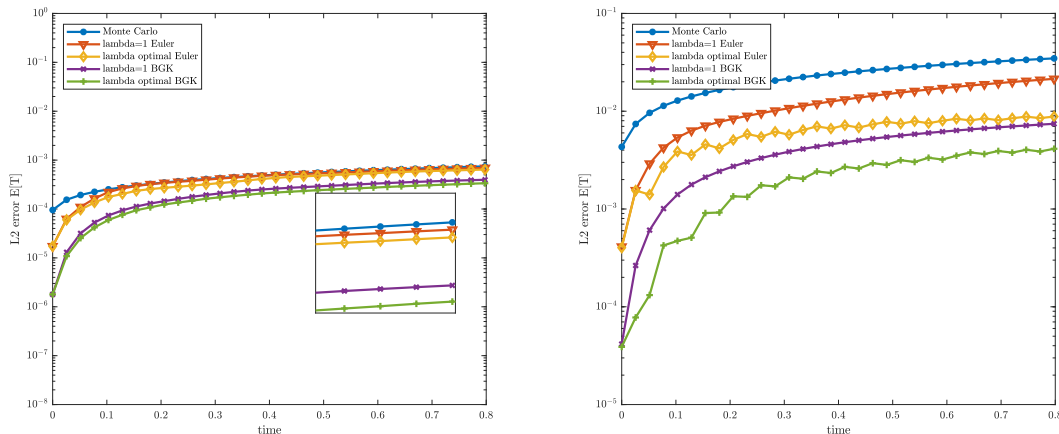 10^0
10^-1
10^-2
10^-3
10^-4
10^-5
10^-6
10^-7
10^-8
L2 error E[T]
Monte Carlo
lambda=1 Euler
lambda optimal Euler
lambda=1 BGK
lambda optimal BGK
0 0.1 0.2 0.3 0.4 0.5 0.6 0.7 0.8
time
10^-1
10^-2
10^-3
10^-4
10^-5
L2 error E[T]
Monte Carlo
lambda=1 Euler
lambda optimal Euler
lambda=1 BGK
lambda optimal BGK
0 0.1 0.2 0.3 0.4 0.5 0.6 0.7 0.8
time